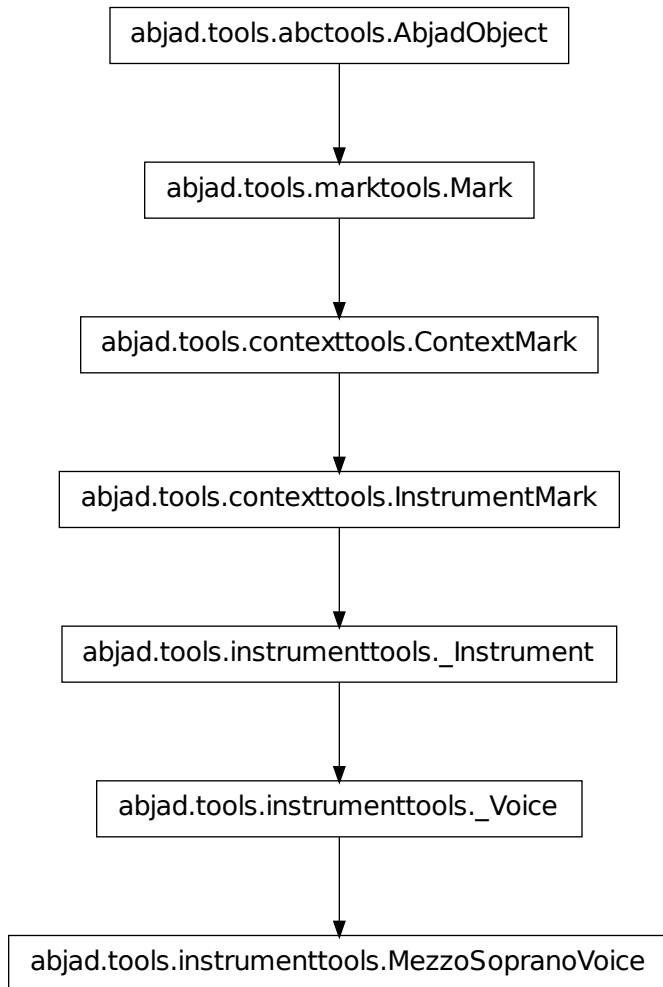 abjad.tools.abctools.AbjadObject
abjad.tools.marktools.Mark
abjad.tools.contexttools.ContextMark
abjad.tools.contexttools.InstrumentMark
abjad.tools.instrumenttools._Instrument
abjad.tools.instrumenttools._Voice
abjad.tools.instrumenttools.MezzoSopranoVoice